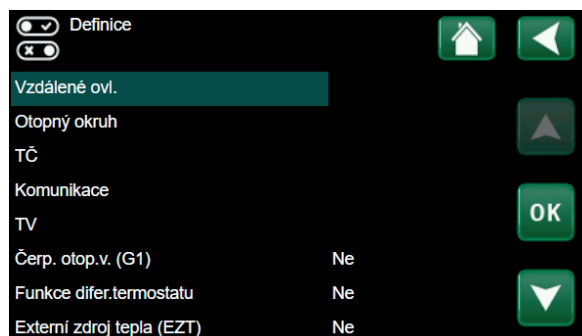 Definice
Vzdálené ovl.
Otopný okruh
TČ
Komunikace
OK
TV
Čerp. otop.v. (G1) Ne
Funkce difer.termostatu Ne
Externí zdroj tepla (EZT) Ne